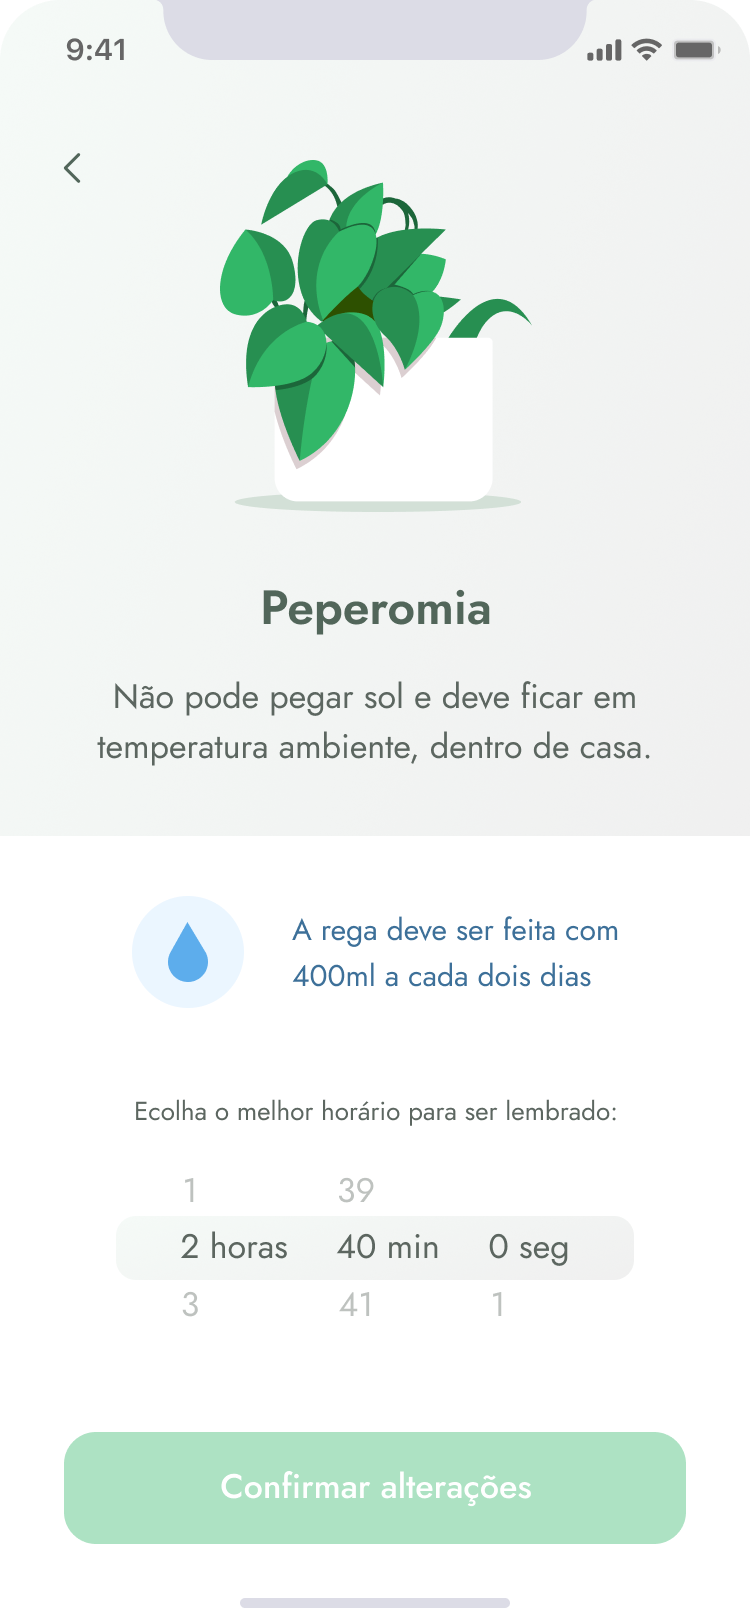 9:41
Peperomia
Não pode pegar sol e deve ficar em
temperatura ambiente, dentro de casa.
A rega deve ser feita com
400ml a cada dois dias
Ecolha o melhor horário para ser lembrado:
1 39
2 horas 40 min 0 seg
3 41 1
Confirmar alterações